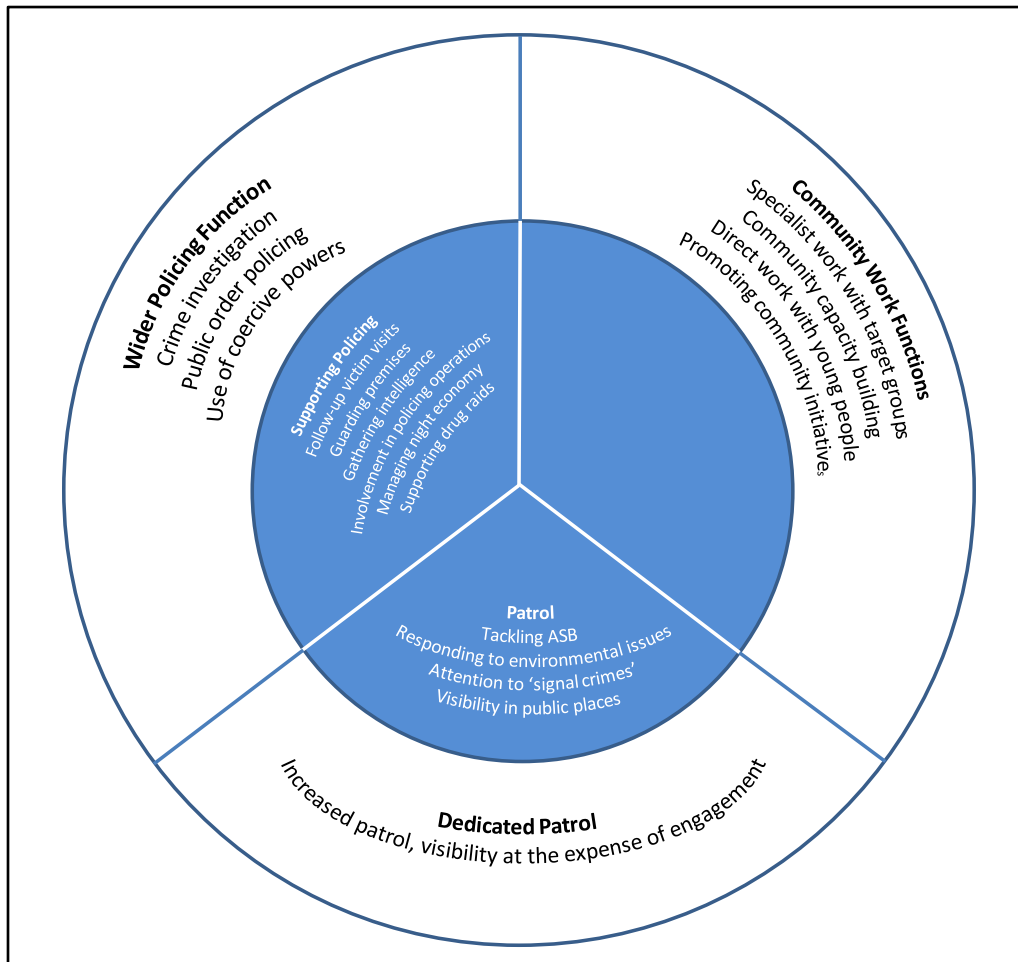 Wider Policing Function
Crime investigation
Public order policing
Use of coercive powers
Community Work Functions
Specialist work with target groups
Community capacity building
Direct work with young people
Promoting community initiatives
Supporting Policing
Follow-up victim visits
Guarding premises
Gathering intelligence
Involvement in policing operations
Managing night economy
Supporting drug raids
Patrol
Tackling ASB
Responding to environmental issues
Attention to ‘signal crimes’
Visibility in public places
Dedicated Patrol
Increased patrol, visibility at the expense of engagement